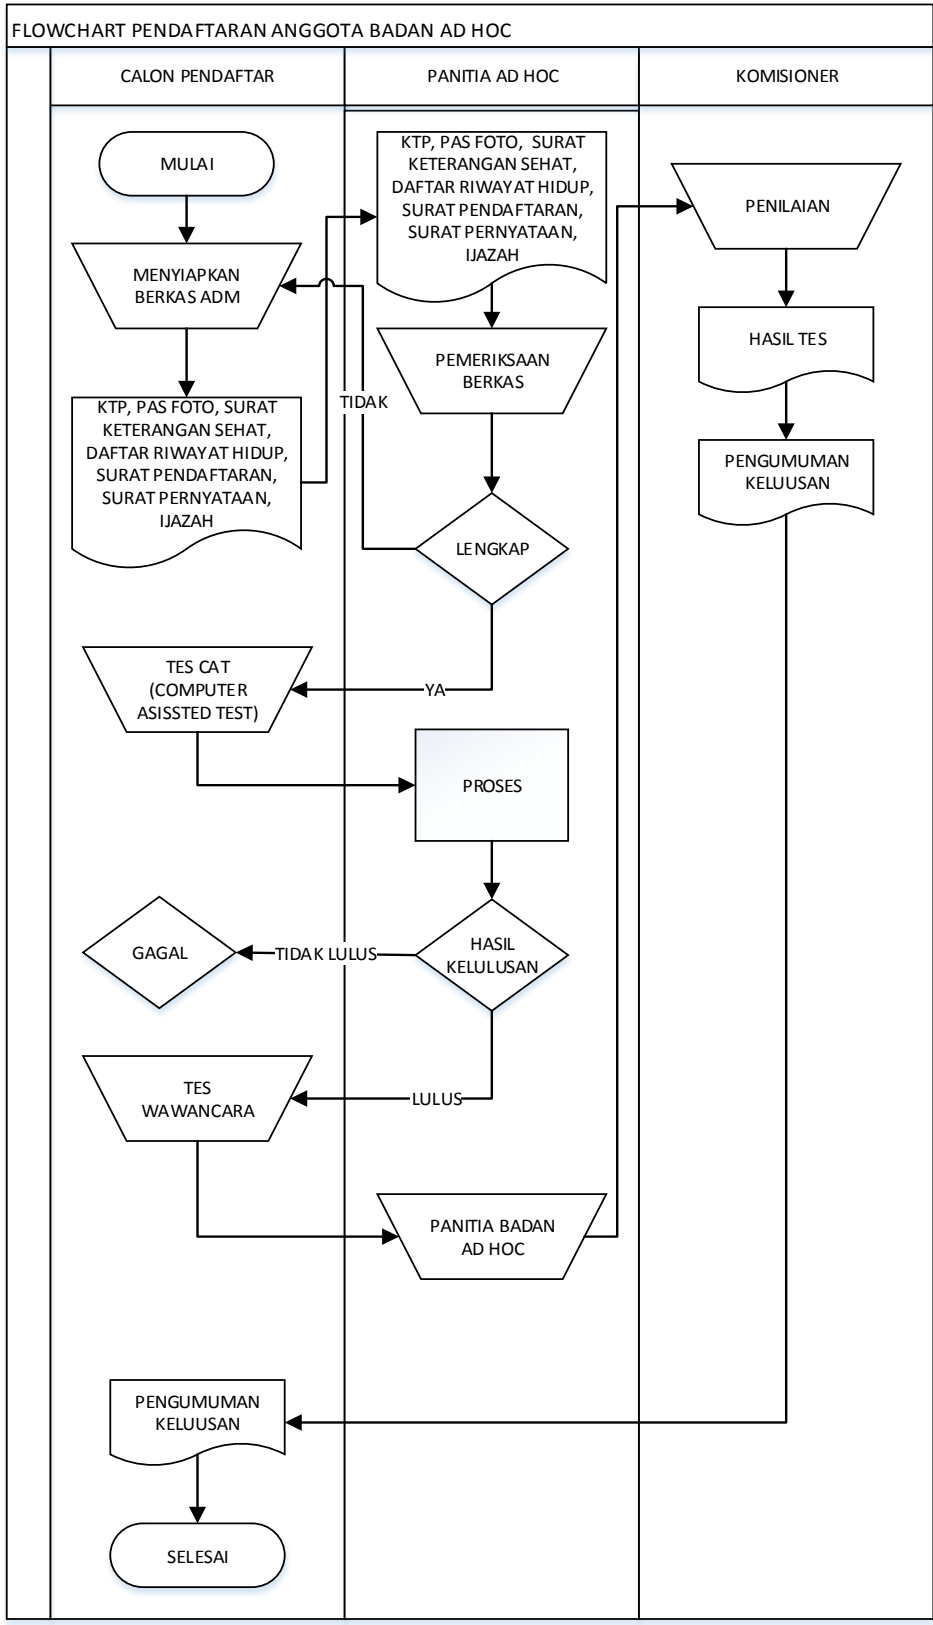 FLOWCHART PENDAFTARAN ANGGOTA BADAN AD HOC
CALON PENDAFTAR
PANITIA AD HOC
KOMISIONER
MULAI
MENYIAPKAN
BERKAS ADM
KTP, PAS FOTO, SURAT
KETERANGAN SEHAT,
DAFTAR RIWAYAT HIDUP,
SURAT PENDAFTARAN,
SURAT PERNYATAAN,
IJAZAH
KTP, PAS FOTO, SURAT
KETERANGAN SEHAT,
DAFTAR RIWAYAT HIDUP,
SURAT PENDAFTARAN,
SURAT PERNYATAAN,
IJAZAH
PEMERIKSAAN
BERKAS
TIDAK
LENGKAP
YA
TES CAT
(COMPUTER
ASISSTED TEST)
PROSES
HASIL
KELULUSAN
TIDAK LULUS
GAGAL
LULUS
TES
WAWANCARA
PANITIA BADAN
AD HOC
PENILAIAN
HASIL TES
PENGUMUMAN
KELUUSAN
PENGUMUMAN
KELUUSAN
SELESAI